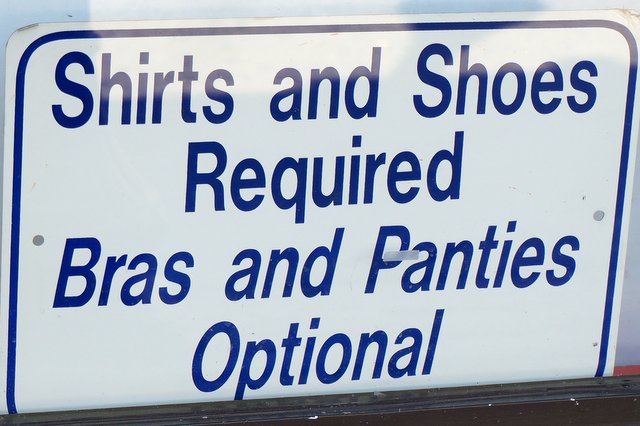 Shirts and Shoes
Required
Bras and Panties
Optional